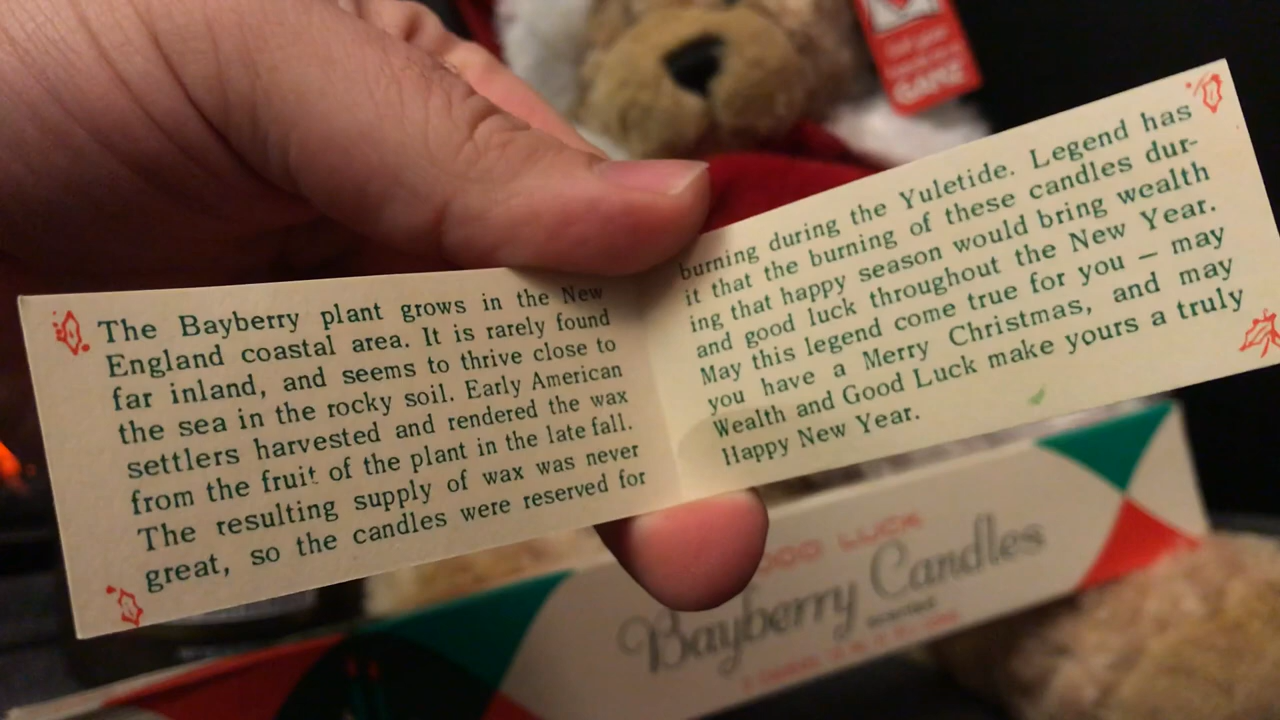 The Bayberry plant grows in the New
England coastal area. It is rarely found
far inland, and seems to thrive close to
the sea in the rocky soil. Early American
settlers harvested and rendered the wax
from the fruit of the plant in the late fall.
The resulting supply of wax was never
great, so the candles were reserved for
burning during the Yuletide. Legend has
it that the burning of these candles dur-
ing that happy season would bring wealth
and good luck throughout the New Year.
May this legend come true for you — may
you have a Merry Christmas, and may
Wealth and Good Luck make yours a truly
Happy New Year.
GAME
LUCK
Bayberry Candles
scented